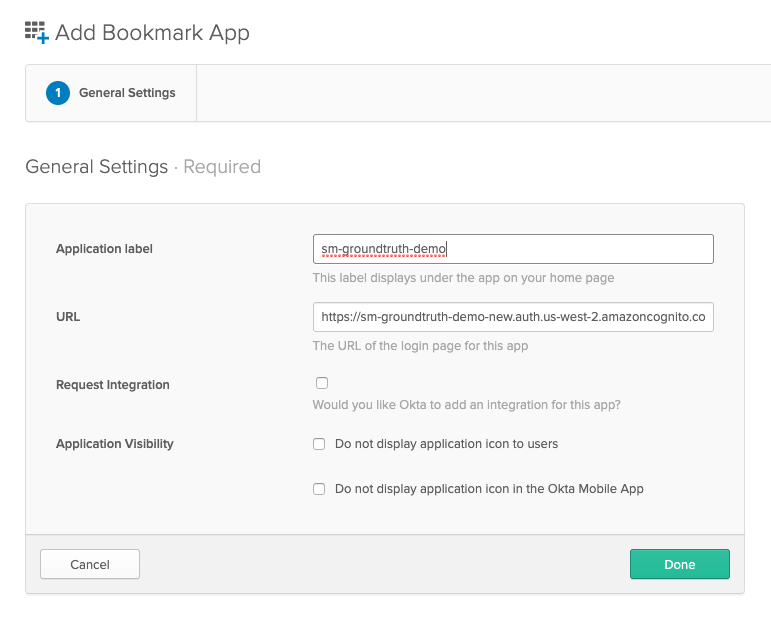 Add Bookmark App
1 General Settings
General Settings · Required
Application label sm-groundtruth-demo
This label displays under the app on your home page
URL https://sm-groundtruth-demo-new.auth.us-west-2.amazoncognito.co
The URL of the login page for this app
Request Integration
Would you like Okta to add an integration for this app?
Application Visibility Do not display application icon to users
Do not display application icon in the Okta Mobile App
Cancel Done